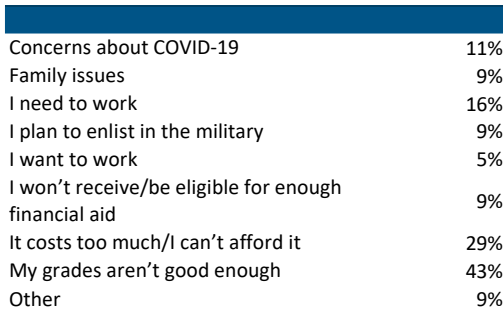 Concerns about COVID-19 11%
Family issues 9%
I need to work 16%
I plan to enlist in the military 9%
I want to work 5%
I won’t receive/be eligible for enough
financial aid 9%
It costs too much/I can’t afford it 29%
My grades aren’t good enough 43%
Other 9%